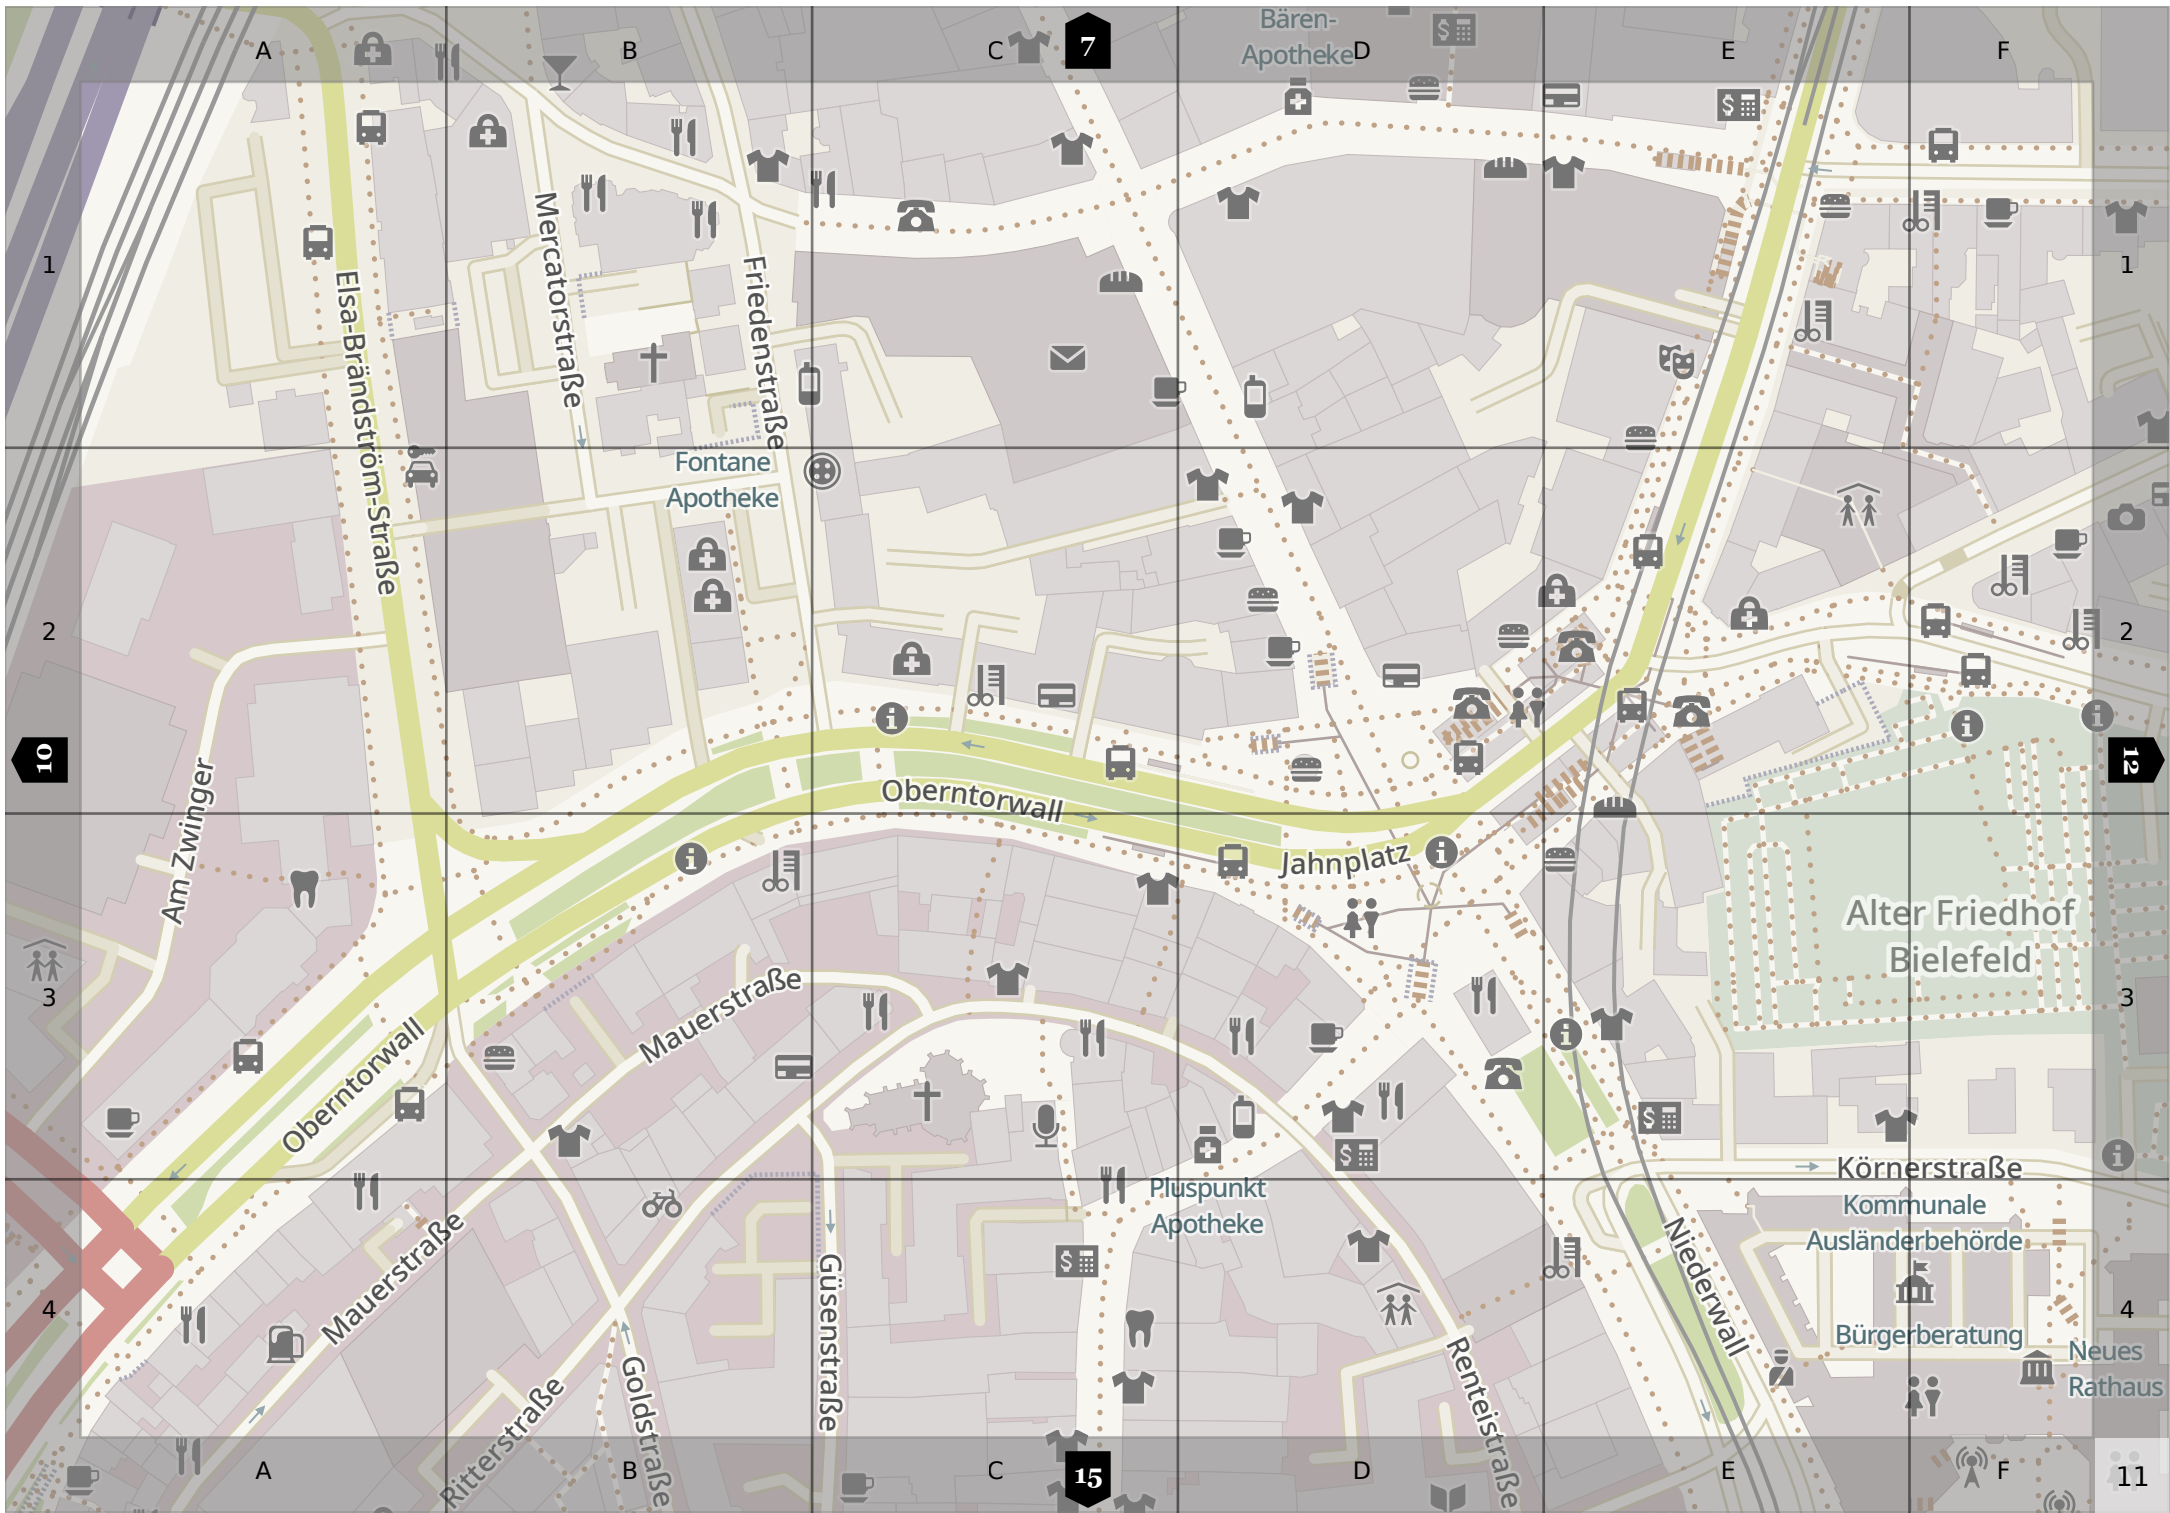 A
B
C
7
Bären-
Apotheke
D
E
F
1
Elsa-Brändström-Straße
Mercatorstraße
Friedenstraße
1
Fontane
Apotheke
2
2
10
12
Am Zwinger
Oberntorwall
Jahnplatz
Alter Friedhof
Bielefeld
3
Mauerstraße
3
Oberntorwall
Körnerstraße
Pluspunkt
Apotheke
Kommunale
Ausländerbehörde
Mauerstraße
Güsenstraße
Niederwall
4
4
Bürgerberatung
Neues
Rathaus
Ritterstraße
Goldstraße
Renteistraße
A
B
C
15
D
E
F
11